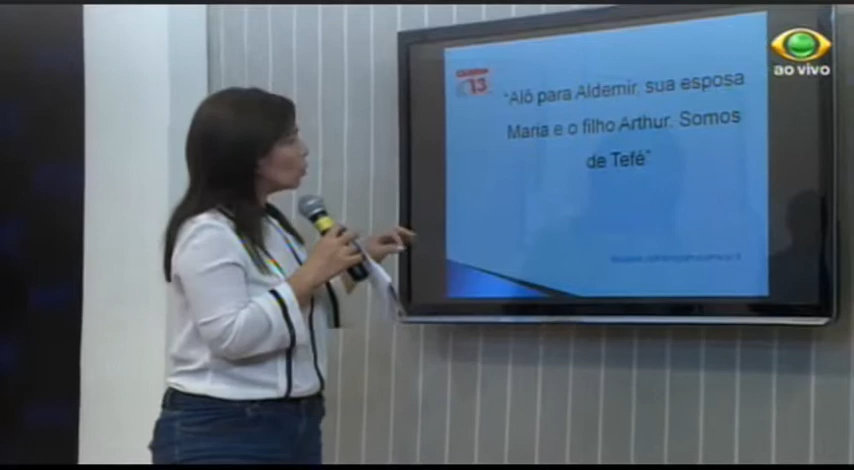 13
"Alô para Aldemir, sua esposa
Maria e o filho Arthur. Somos
de Tefé"
ao vivo